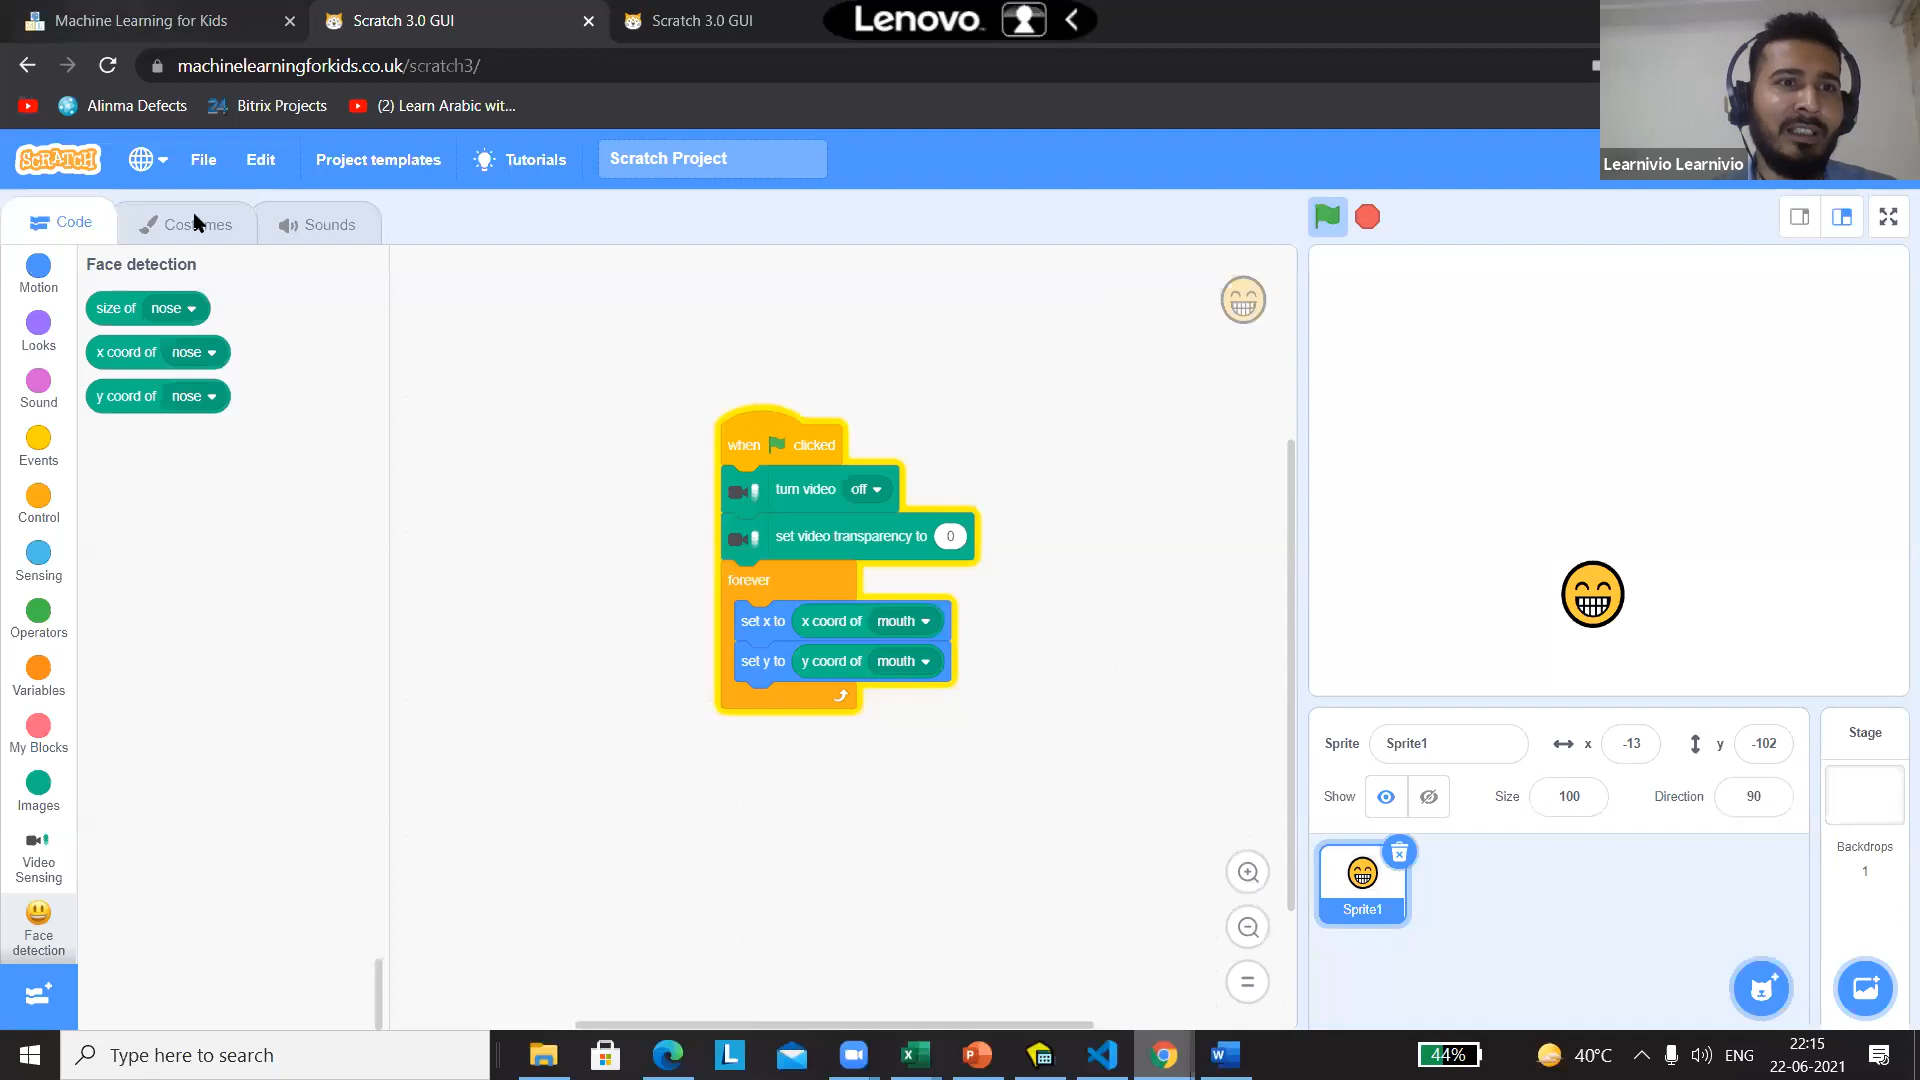 Machine Learning for Kids
Scratch 3.0 GUI
Scratch 3.0 GUI
Lenovo
machinelearningforkids.co.uk/scratch3/
Alinma Defects
24 Bitrix Projects
(2) Learn Arabic wit...
Learnivio Learnivio
SCRATCH
File
Edit
Project templates
Tutorials
Scratch Project
Code
Costumes
Sounds
Motion
Looks
Sound
Events
Control
Sensing
Operators
Variables
My Blocks
Images
Video
Sensing
Face
detection
Face detection
size of nose
x coord of nose
y coord of nose
when clicked
turn video off
set video transparency to 0
forever
set x to x coord of mouth
set y to y coord of mouth
Sprite Sprite1 x -13 y -102
Show Size 100 Direction 90
Sprite1
Stage
Backdrops
1
Type here to search
L
44%
40°C
ENG
22:15
22-06-2021